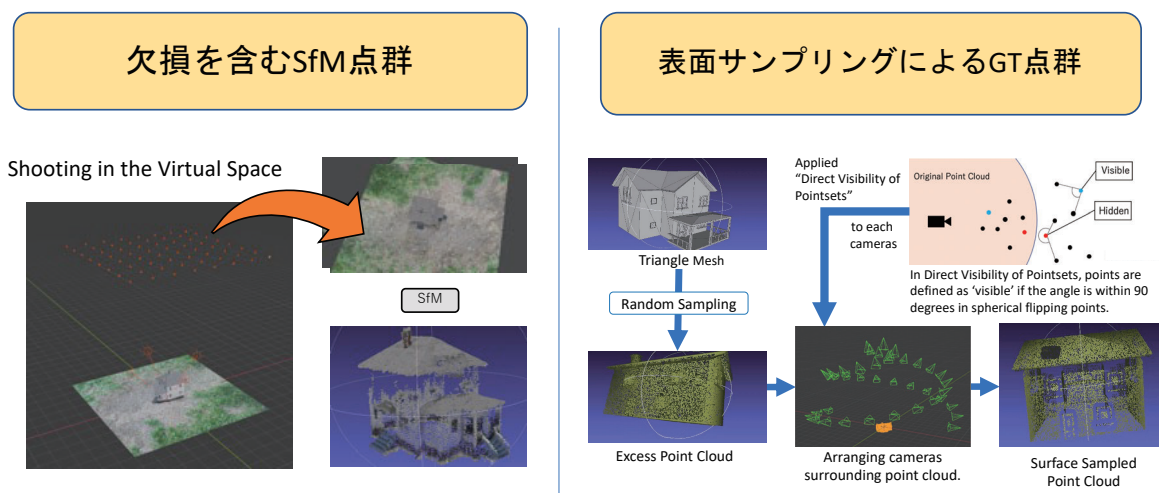 欠損を含むSfM点群
Shooting in the Virtual Space
SfM
表面サンプリングによるGT点群
Triangle Mesh
Random Sampling
Excess Point Cloud
Applied
“Direct Visibility of
Pointsets”
to each
cameras
Original Point Cloud
Visible
Hidden
In Direct Visibility of Pointsets, points are
defined as ‘visible’ if the angle is within 90
degrees in spherical flipping points.
Arranging cameras
surrounding point cloud.
Surface Sampled
Point Cloud